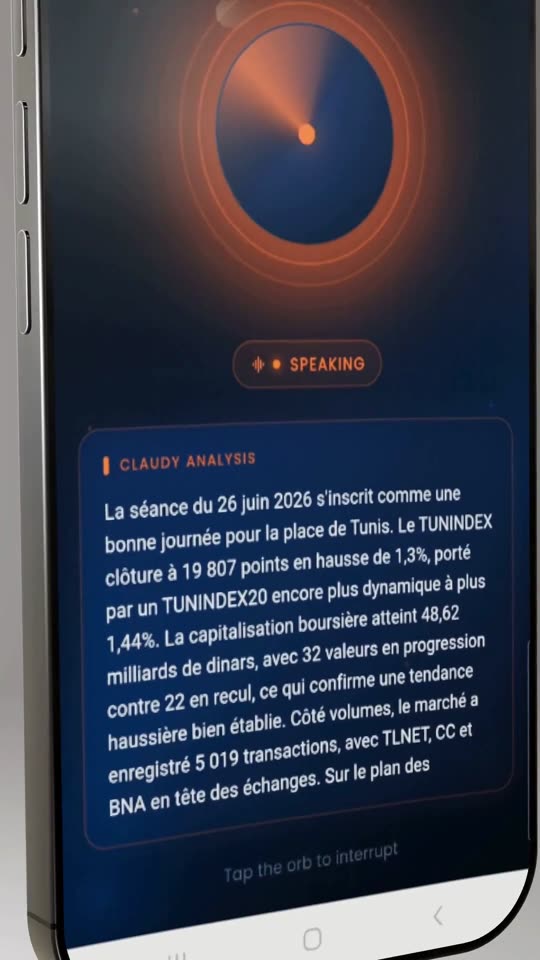 SPEAKING
CLAUDY ANALYSIS
La séance du 26 juin 2026 s'inscrit comme une
bonne journée pour la place de Tunis. Le TUNINDEX
clôture à 19 807 points en hausse de 1,3%, porté
par un TUNINDEX20 encore plus dynamique à plus
1,44%. La capitalisation boursière atteint 48,62
milliards de dinars, avec 32 valeurs en progression
contre 22 en recul, ce qui confirme une tendance
haussière bien établie. Côté volumes, le marché a
enregistré 5 019 transactions, avec TLNET, CC et
BNA en tête des échanges. Sur le plan des
Tap the orb to interrupt